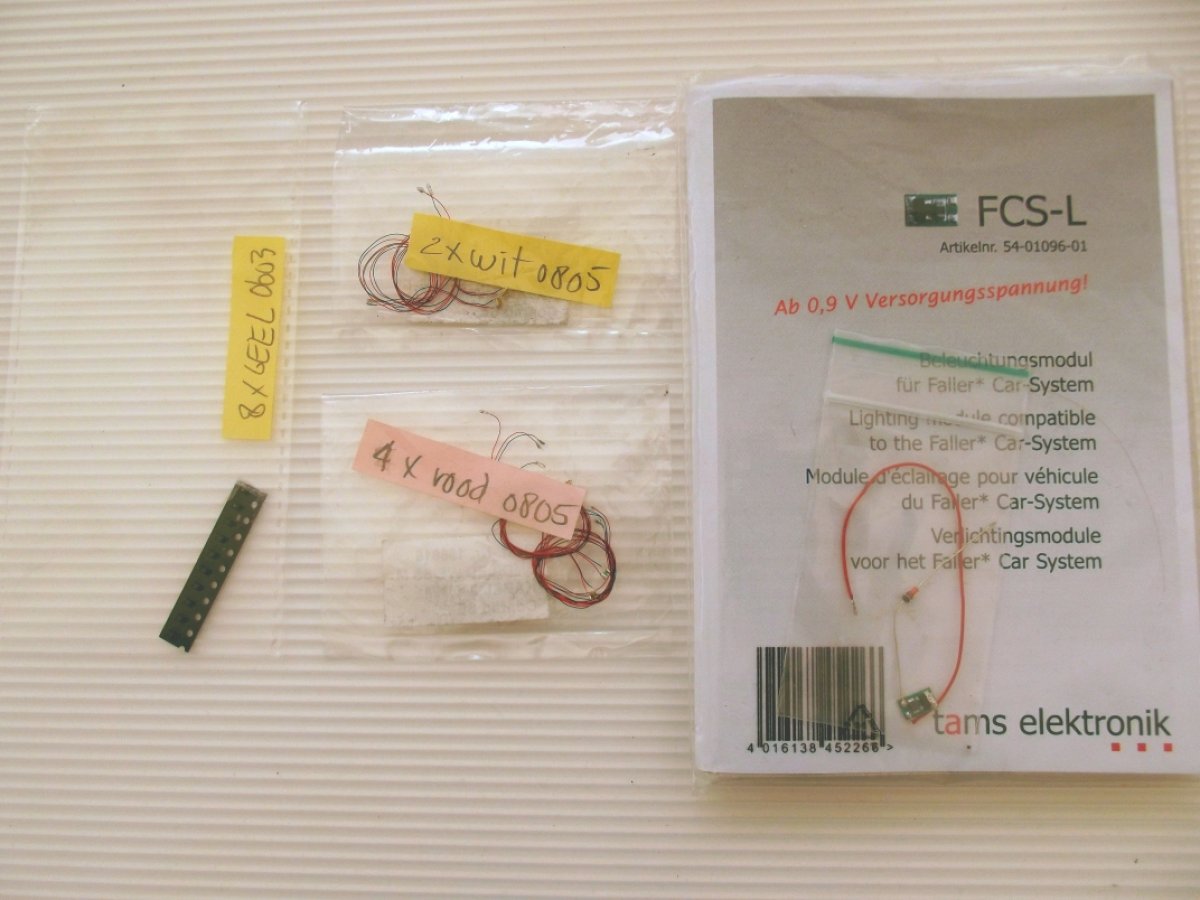 8 x GEEL 0603
2x wit 0805
4 x rood 0805
FCS-L
Artikelnr. 54-01096-01
Ab 0,9 V Versorgungsspannung!
Beleuchtungsmodul
für Faller* Car-System
Lighting module compatible
to the Faller* Car-System
Module d'éclairage pour véhicule
du Faller* Car-System
Verlichtingsmodule
voor het Faller* Car System
4 016138 452266 >
tams elektronik